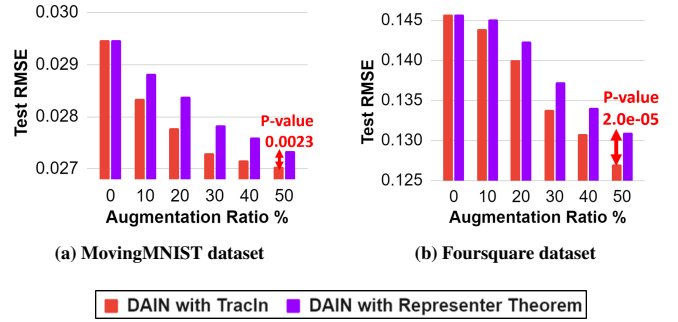 0.030
0.029
0.028
0.027
Test RMSE
P-value
0.0023
0 10 20 30 40 50
Augmentation Ratio %
(a) MovingMNIST dataset
0.145
0.140
0.135
0.130
0.125
Test RMSE
P-value
2.0e-05
0 10 20 30 40 50
Augmentation Ratio %
(b) Foursquare dataset
DAIN with TracIn DAIN with Representer Theorem